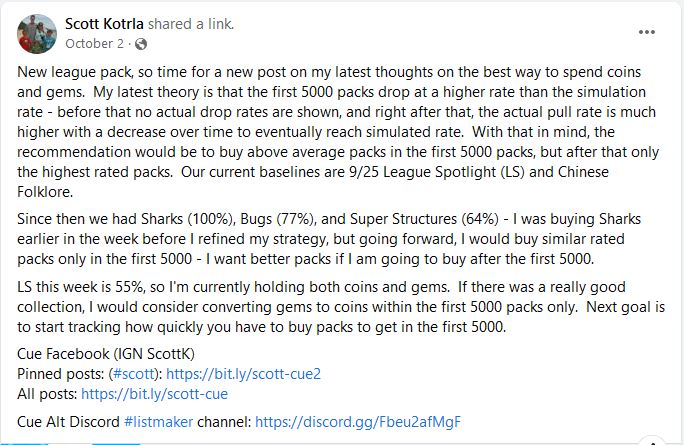 Scott Kotrla shared a link.
October 2 ·
New league pack, so time for a new post on my latest thoughts on the best way to spend coins
and gems. My latest theory is that the first 5000 packs drop at a higher rate than the simulation
rate - before that no actual drop rates are shown, and right after that, the actual pull rate is much
higher with a decrease over time to eventually reach simulated rate. With that in mind, the
recommendation would be to buy above average packs in the first 5000 packs, but after that only
the highest rated packs. Our current baselines are 9/25 League Spotlight (LS) and Chinese
Folklore.
Since then we had Sharks (100%), Bugs (77%), and Super Structures (64%) - I was buying Sharks
earlier in the week before I refined my strategy, but going forward, I would buy similar rated
packs only in the first 5000 - I want better packs if I am going to buy after the first 5000.
LS this week is 55%, so I'm currently holding both coins and gems. If there was a really good
collection, I would consider converting gems to coins within the first 5000 packs only. Next goal is
to start tracking how quickly you have to buy packs to get in the first 5000.
Cue Facebook (IGN ScottK)
Pinned posts: (#scott): https://bit.ly/scott-cue2
All posts: https://bit.ly/scott-cue
Cue Alt Discord #listmaker channel: https://discord.gg/Fbeu2afMgF